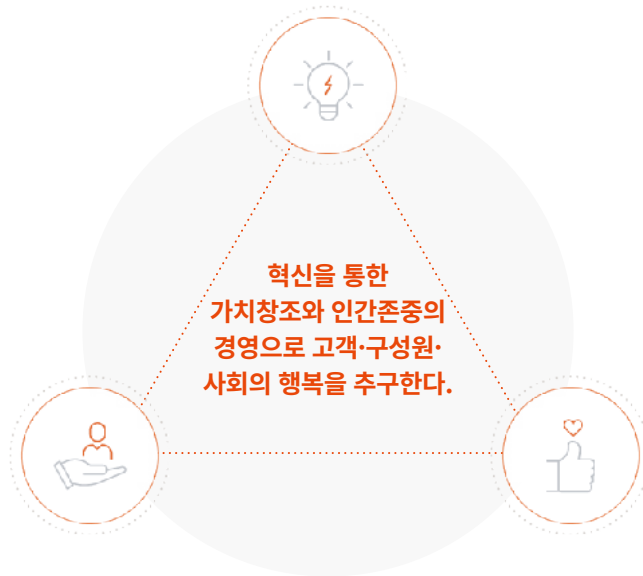 혁신을 통한
가치창조와 인간존중의
경영으로 고객·구성원·
사회의 행복을 추구한다.